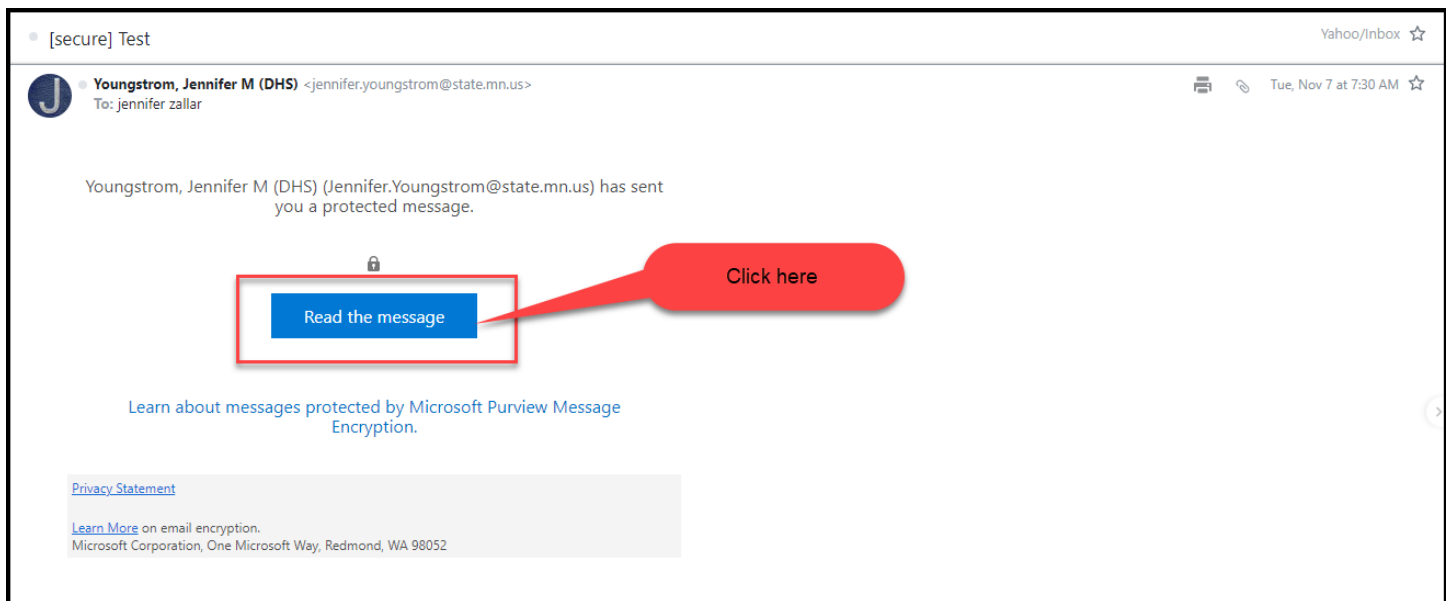 [secure] Test
Yahoo/Inbox
Youngstrom, Jennifer M (DHS) <jennifer.youngstrom@state.mn.us>
Tue, Nov 7 at 7:30 AM
J
To: jennifer zallar
Youngstrom, Jennifer M (DHS) (Jennifer.Youngstrom@state.mn.us) has sent
you a protected message.
Click here
Read the message
Learn about messages protected by Microsoft Purview Message
Encryption.
Privacy Statement
Learn More on email encryption.
Microsoft Corporation, One Microsoft Way, Redmond, WA 98052